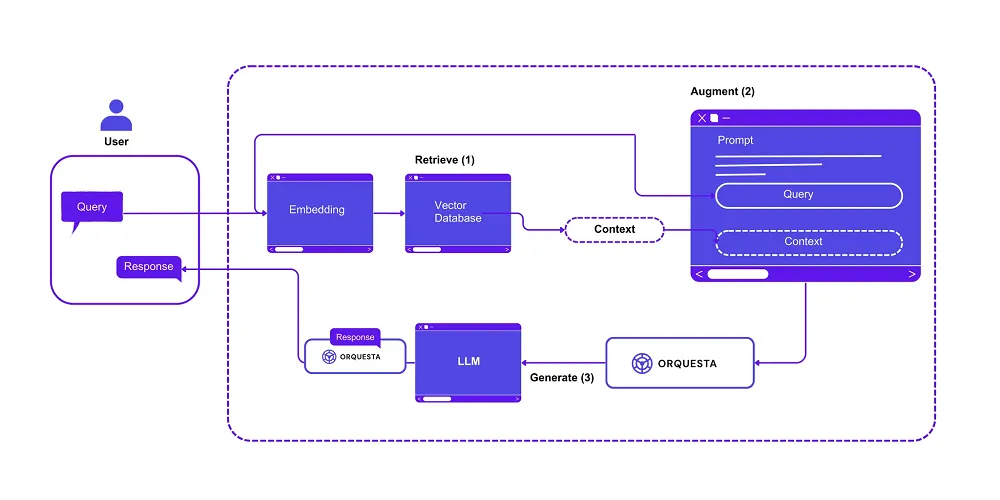 Augment (2)
User
Prompt
Retrieve (1)
Query
Query
Embedding
Vector
Database
Context
Context
Response
Response
ORQUESTA
LLM
Generate (3)
ORQUESTA